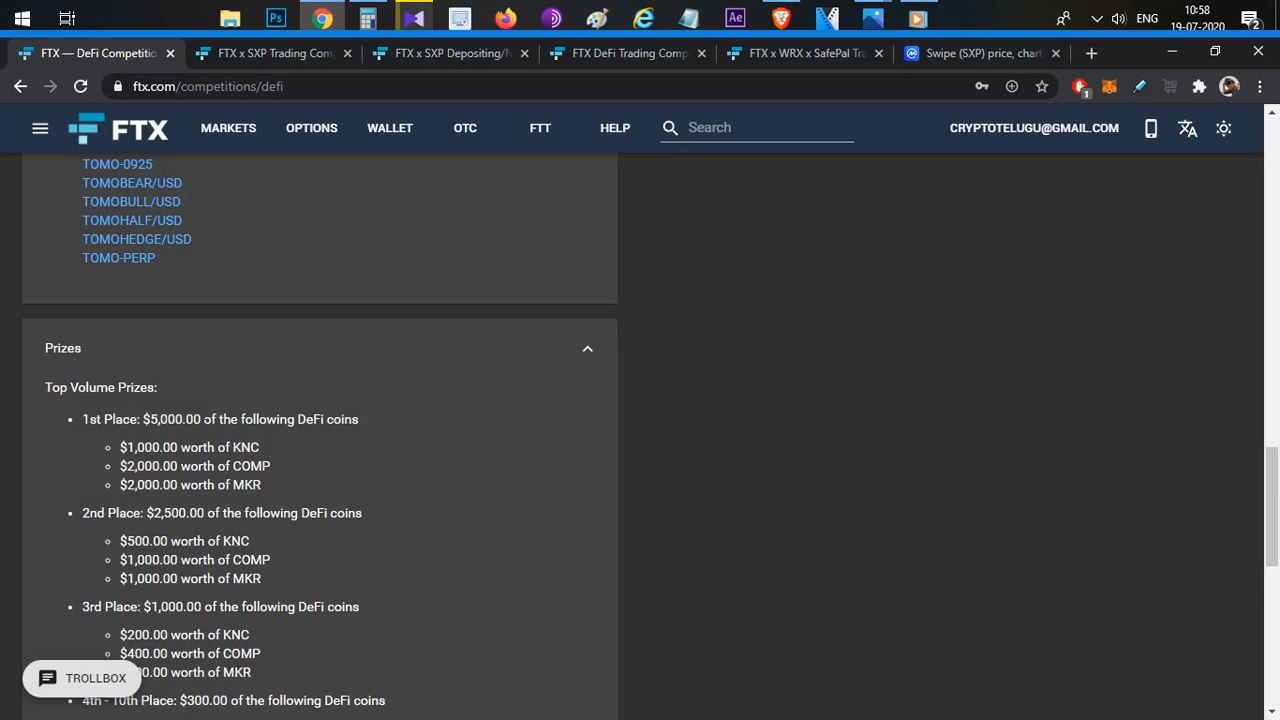 10:58
ENG
19-07-2020
2
FTX — DeFi Competitio
FTX x SXP Trading Com
FTX x SXP Depositing/N
FTX DeFi Trading Comp
FTX x WRX x SafePal Tra
Swipe (SXP) price, chart
ftx.com/competitions/defi
1
FTX
MARKETS
OPTIONS
WALLET
OTC
FTT
HELP
Search
CRYPTOTELUGU@GMAIL.COM
TOMO-0925
TOMOBEAR/USD
TOMOBULL/USD
TOMOHALF/USD
TOMOHEDGE/USD
TOMO-PERP
Prizes
Top Volume Prizes:
1st Place: $5,000.00 of the following DeFi coins
$1,000.00 worth of KNC
$2,000.00 worth of COMP
$2,000.00 worth of MKR
2nd Place: $2,500.00 of the following DeFi coins
$500.00 worth of KNC
$1,000.00 worth of COMP
$1,000.00 worth of MKR
3rd Place: $1,000.00 of the following DeFi coins
$200.00 worth of KNC
$400.00 worth of COMP
worth of MKR
TROLLBOX
4th - 10th Place: $300.00 of the following DeFi coins